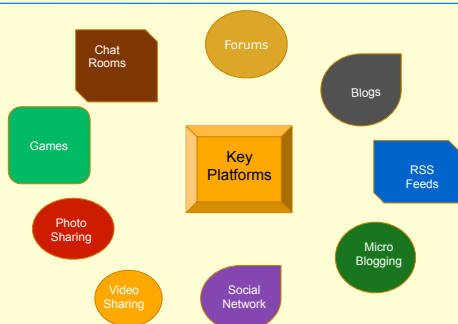 Forums
Chat
Rooms
Blogs
Games
Key
Platforms
RSS
Feeds
Photo
Sharing
Micro
Blogging
Video
Sharing
Social
Network